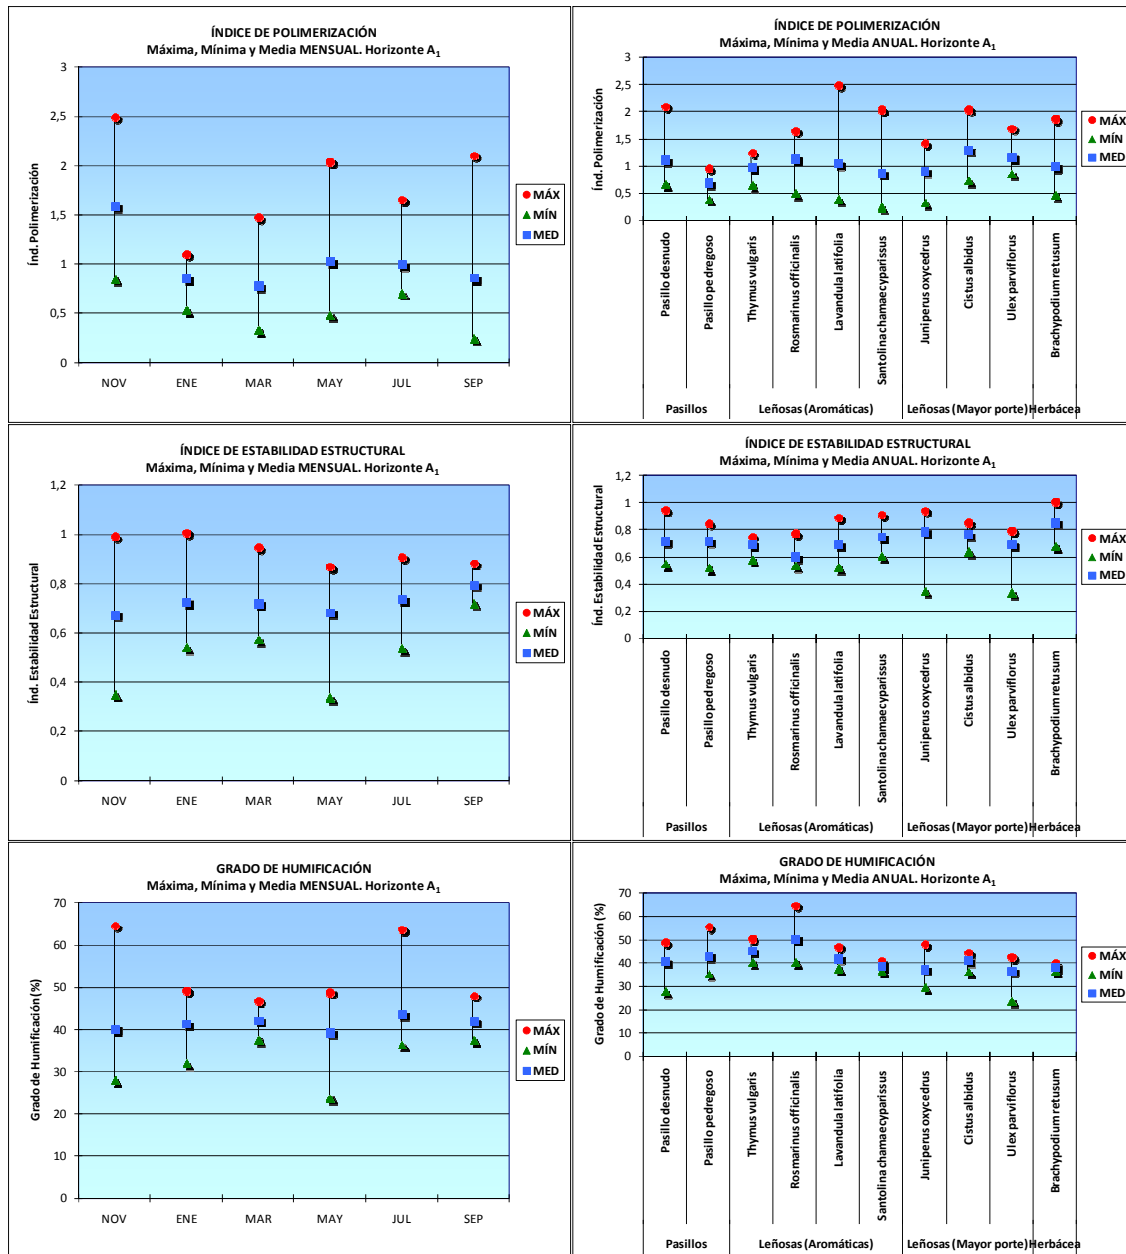 ÍNDICE DE POLIMERIZACIÓN
Máxima, Mínima y Media MENSUAL. Horizonte A1
Índ. Polimerización
3
2,5
2
1,5
1
0,5
0
NOV ENE MAR MAY JUL SEP
MÁX
MÍN
MED
ÍNDICE DE POLIMERIZACIÓN
Máxima, Mínima y Media ANUAL. Horizonte A1
Índ. Polimerización
3
2,5
2
1,5
1
0,5
0
Pasillo desnudo
Pasillo pedregoso
Thymus vulgaris
Rosmarinus officinalis
Lavandula latifolia
Santolina chamaecyparissus
Juniperus oxycedrus
Cistus albidus
Ulex parviflorus
Brachypodium retusum
Pasillos Leñosas (Aromáticas) Leñosas (Mayor porte) Herbácea
MÁX
MÍN
MED
ÍNDICE DE ESTABILIDAD ESTRUCTURAL
Máxima, Mínima y Media MENSUAL. Horizonte A1
Índ. Estabilidad Estructural
1,2
1
0,8
0,6
0,4
0,2
0
NOV ENE MAR MAY JUL SEP
MÁX
MÍN
MED
ÍNDICE DE ESTABILIDAD ESTRUCTURAL
Máxima, Mínima y Media ANUAL. Horizonte A1
Índ. Estabilidad Estructural
1,2
1
0,8
0,6
0,4
0,2
0
Pasillo desnudo
Pasillo pedregoso
Thymus vulgaris
Rosmarinus officinalis
Lavandula latifolia
Santolina chamaecyparissus
Juniperus oxycedrus
Cistus albidus
Ulex parviflorus
Brachypodium retusum
Pasillos Leñosas (Aromáticas) Leñosas (Mayor porte) Herbácea
MÁX
MÍN
MED
GRADO DE HUMIFICACIÓN
Máxima, Mínima y Media MENSUAL. Horizonte A1
Grado de Humificación (%)
70
60
50
40
30
20
10
0
NOV ENE MAR MAY JUL SEP
MÁX
MÍN
MED
GRADO DE HUMIFICACIÓN
Máxima, Mínima y Media ANUAL. Horizonte A1
Grado de Humificación (%)
70
60
50
40
30
20
10
0
Pasillo desnudo
Pasillo pedregoso
Thymus vulgaris
Rosmarinus officinalis
Lavandula latifolia
Santolina chamaecyparissus
Juniperus oxycedrus
Cistus albidus
Ulex parviflorus
Brachypodium retusum
Pasillos Leñosas (Aromáticas) Leñosas (Mayor porte) Herbácea
MÁX
MÍN
MED